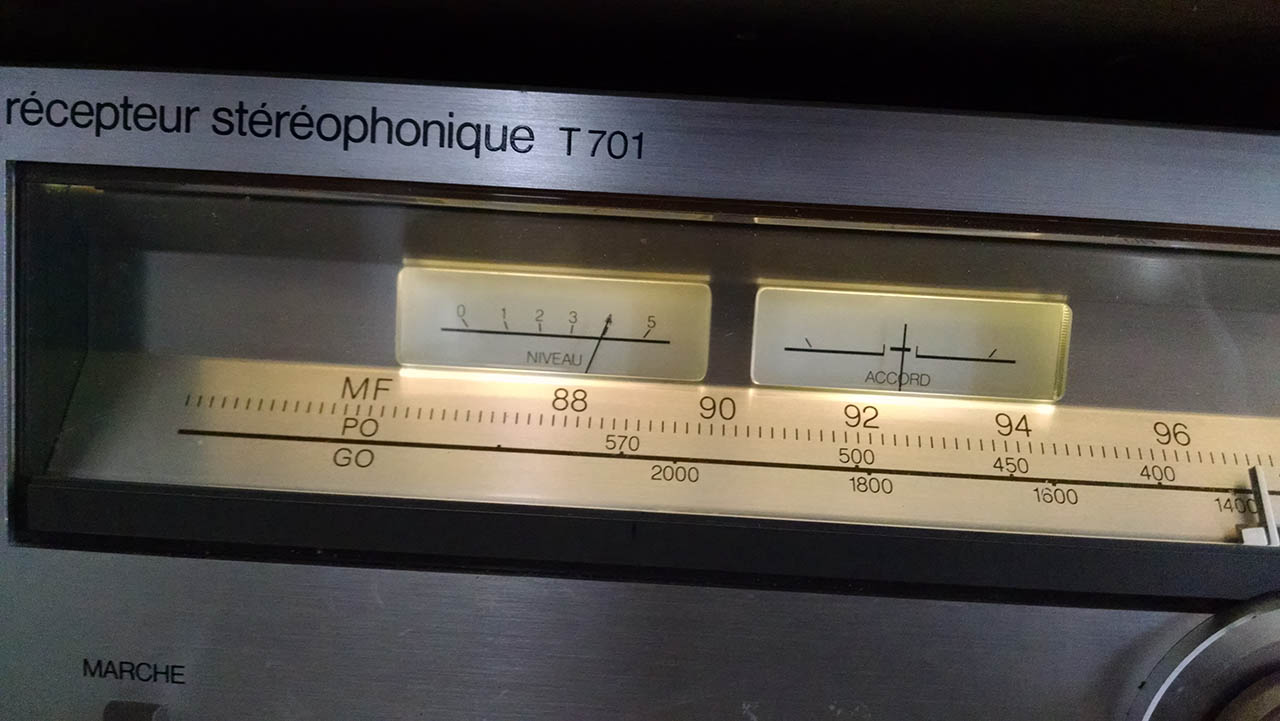 récepteur stéréophonique T 701
0 1 2 3 4 5
NIVEAU
ACCORD
MF 88 90 92 94 96
PO 570 500 450 400
GO 2000 1800 1600 1400
MARCHE